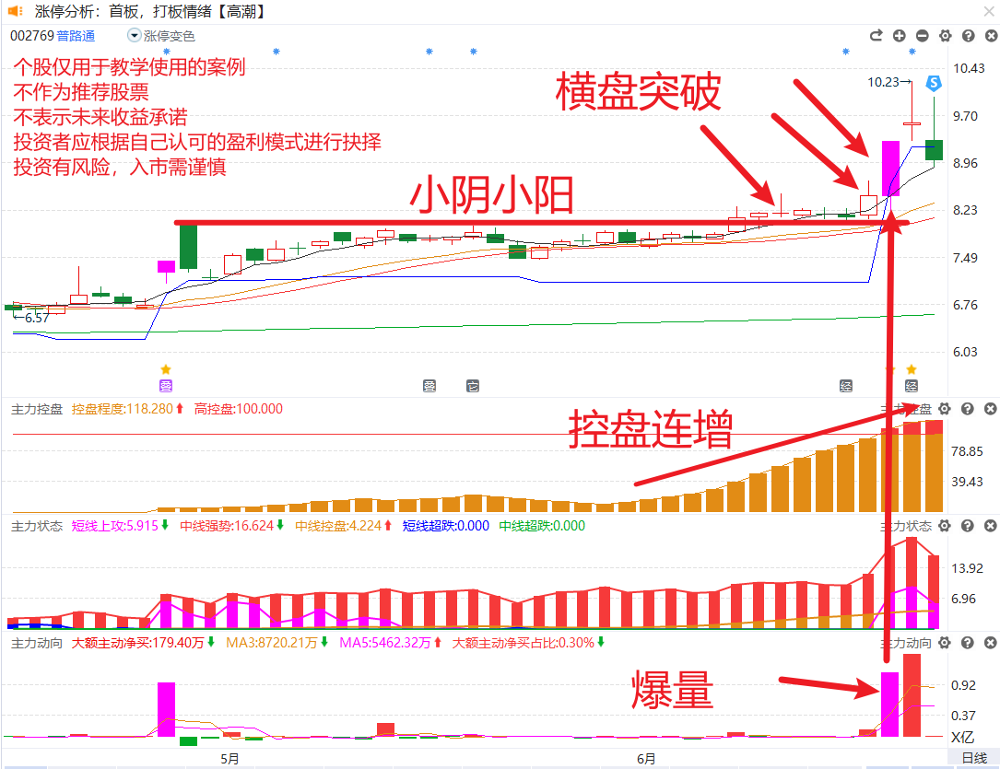 涨停分析：首板，打板情绪【高潮】
002769 普路通 涨停变色
个股仅用于教学使用的案例
不作为推荐股票
不表示未来收益承诺
投资者应根据自己认可的盈利模式进行抉择
投资有风险，入市需谨慎
横盘突破
小阴小阳
10.23→
S
10.43
9.70
8.96
8.23
7.49
6.76
6.03
←6.57
主力控盘 控盘程度:118.280 高控盘:100.000 主力控盘
控盘连增
78.85
39.43
主力状态 短线上攻:5.915 中线强势:16.624 中线控盘:4.224 短线超跌:0.000 中线超跌:0.000 主力状态
13.92
6.96
主力动向 大额主动净买:179.40万 MA3:8720.21万 MA5:5462.32万 大额主动净买占比:0.30% 主力动向
爆量
0.92
0.37
X亿
5月 6月 日线